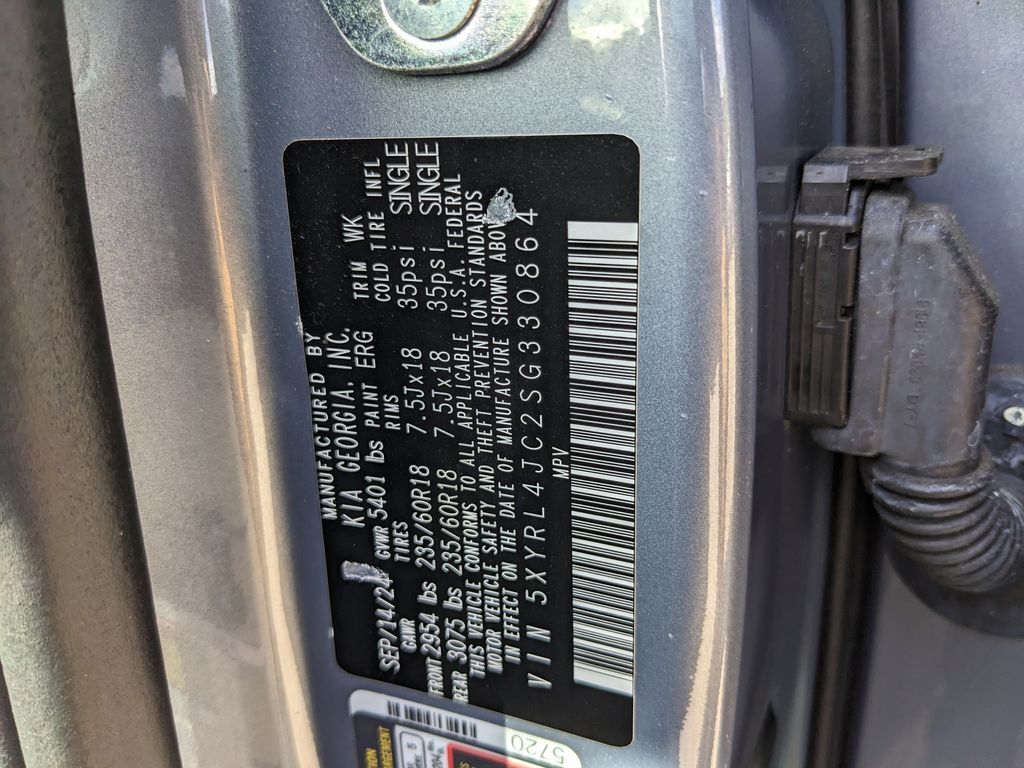 MANUFACTURED BY
KIA GEORGIA, INC.
SEP/14/2
GVWR 5401 lbs PAINT ERG TRIM WK
GAWR TIRES RIMS COLD TIRE INFL
FRONT 2954 lbs 235/60R18 7.5Jx18 35psi SINGLE
REAR 3075 lbs 235/60R18 7.5Jx18 35psi SINGLE
THIS VEHICLE CONFORMS TO ALL APPLICABLE U.S.A. FEDERAL
MOTOR VEHICLE SAFETY AND THEFT PREVENTION STANDARDS
IN EFFECT ON THE DATE OF MANUFACTURE SHOWN ABOV
MPV
VIN 5XYRL4JC2SG330864
5720